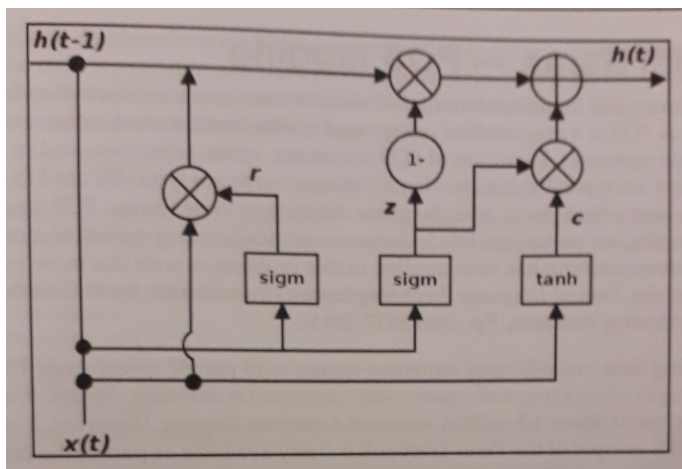 h(t-1)
h(t)
1-
r
z
c
sigm
sigm
tanh
x(t)